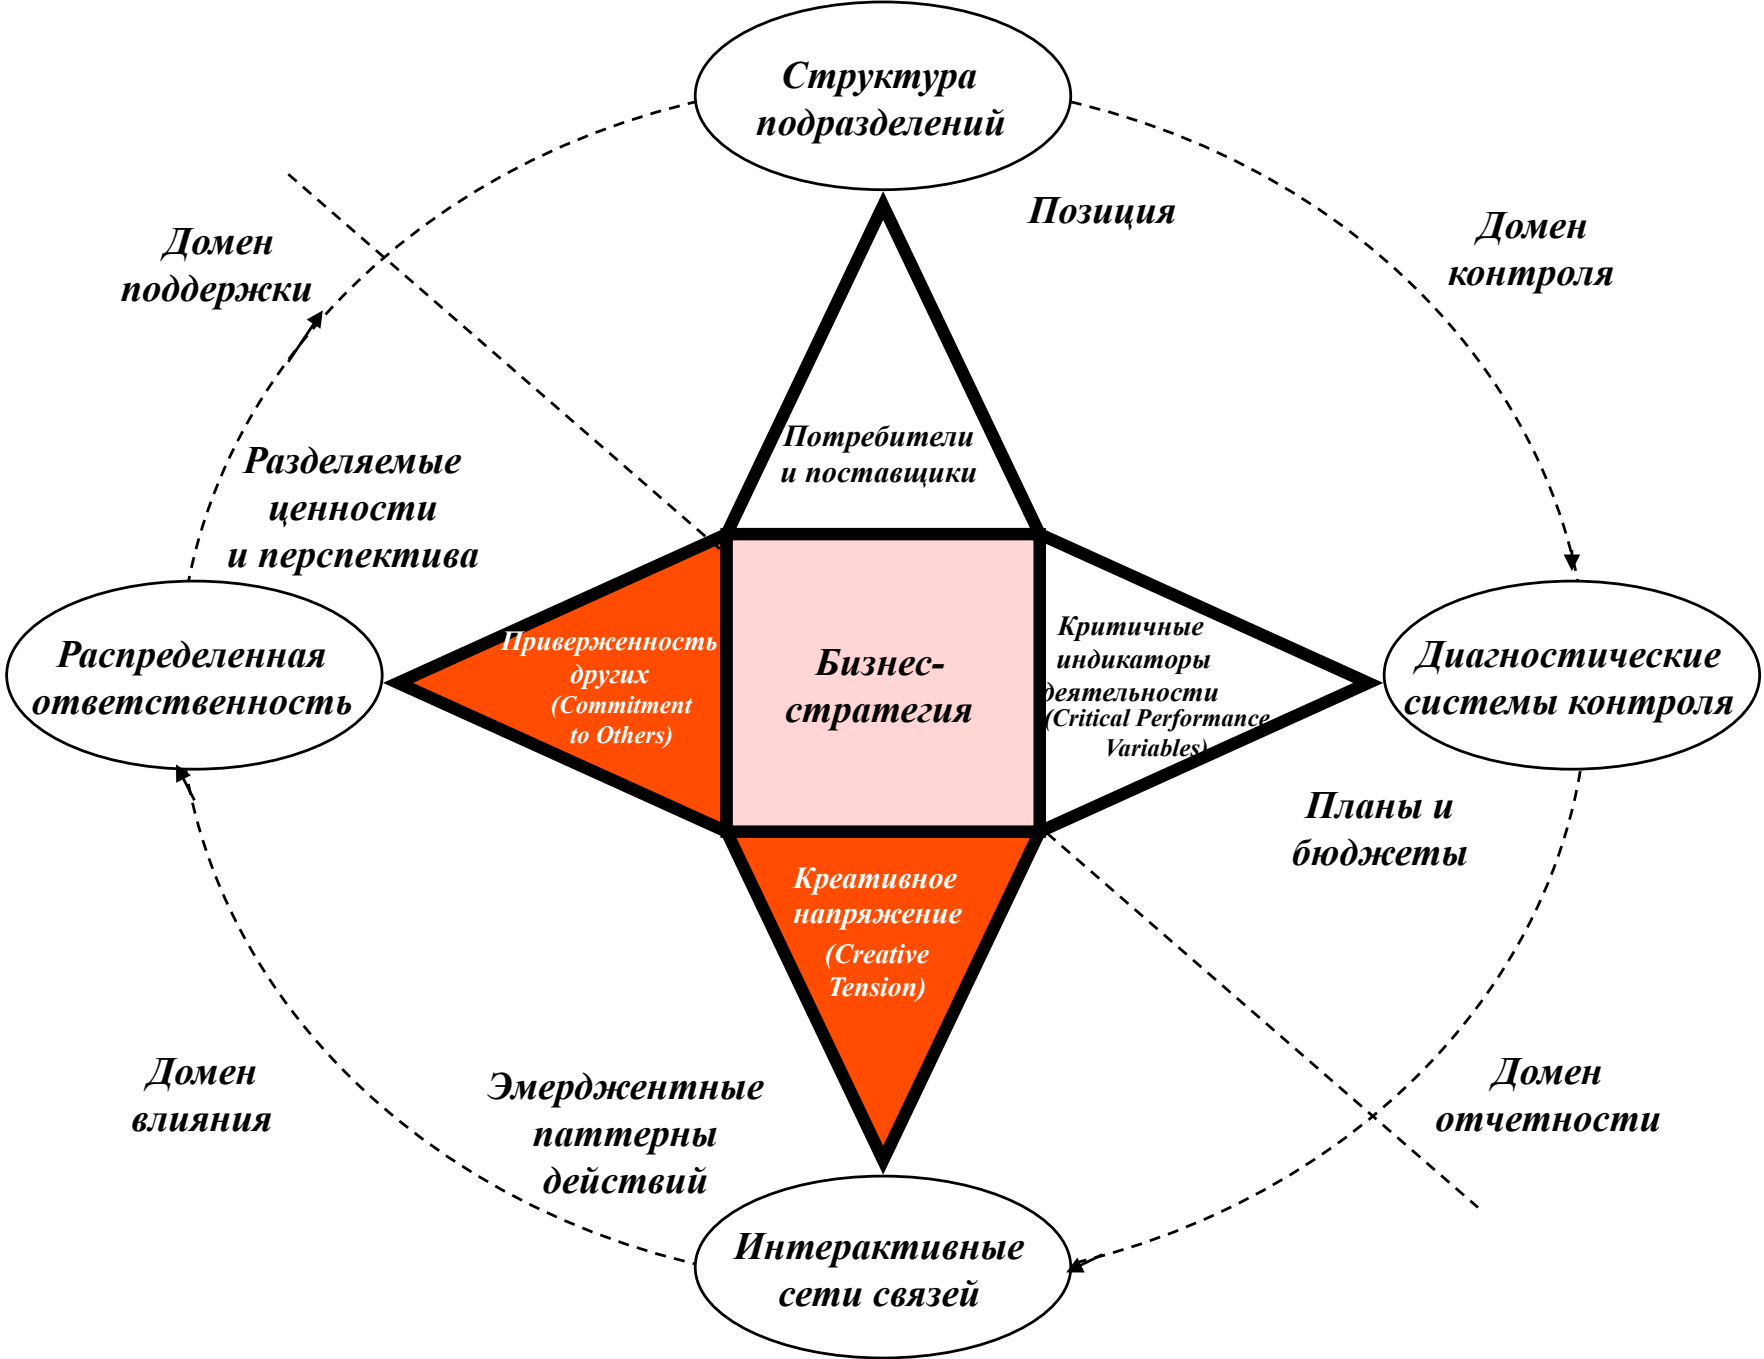 Структура
подразделений
Позиция
Домен
контроля
Домен
поддержки
Потребители
и поставщики
Разделяемые
ценности
и перспектива
Распределенная
ответственность
Приверженность
других
(Commitment
to Others)
Бизнес-
стратегия
Критичные
индикаторы
деятельности
(Critical Performance
Variables)
Диагностические
системы контроля
Планы и
бюджеты
Креативное
напряжение
(Creative
Tension)
Домен
влияния
Эмерджентные
паттерны
действий
Домен
отчетности
Интерактивные
сети связей